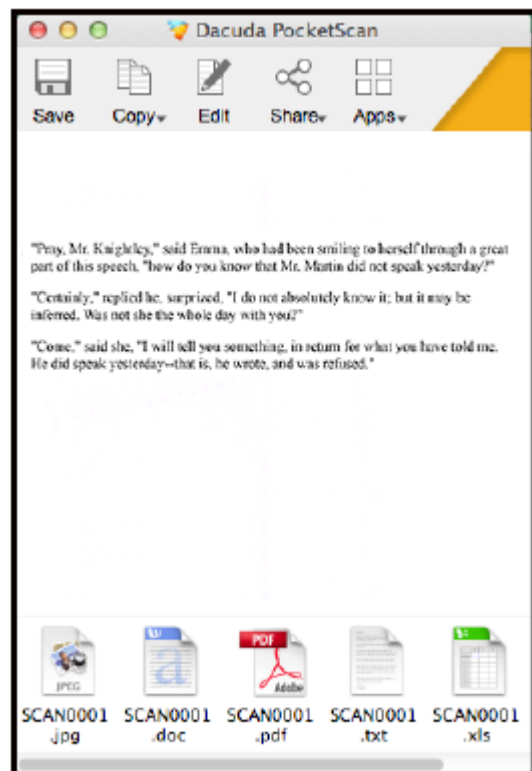 Dacuda PocketScan
Save Copy Edit Share Apps
"Pray, Mr. Knightley," said Emma, who had been smiling to herself through a great
part of this speech, "how do you know that Mr. Martin did not speak yesterday?"
"Certainly," replied he, surprized, "I do not absolutely know it; but it may be
inferred. Was not she the whole day with you?"
"Come," said she, "I will tell you something, in return for what you have told me.
He did speak yesterday--that is, he wrote, and was refused."
JPEG W a PDF Adobe X
SCAN0001 SCAN0001 SCAN0001 SCAN0001 SCAN0001
.jpg .doc .pdf .txt .xls